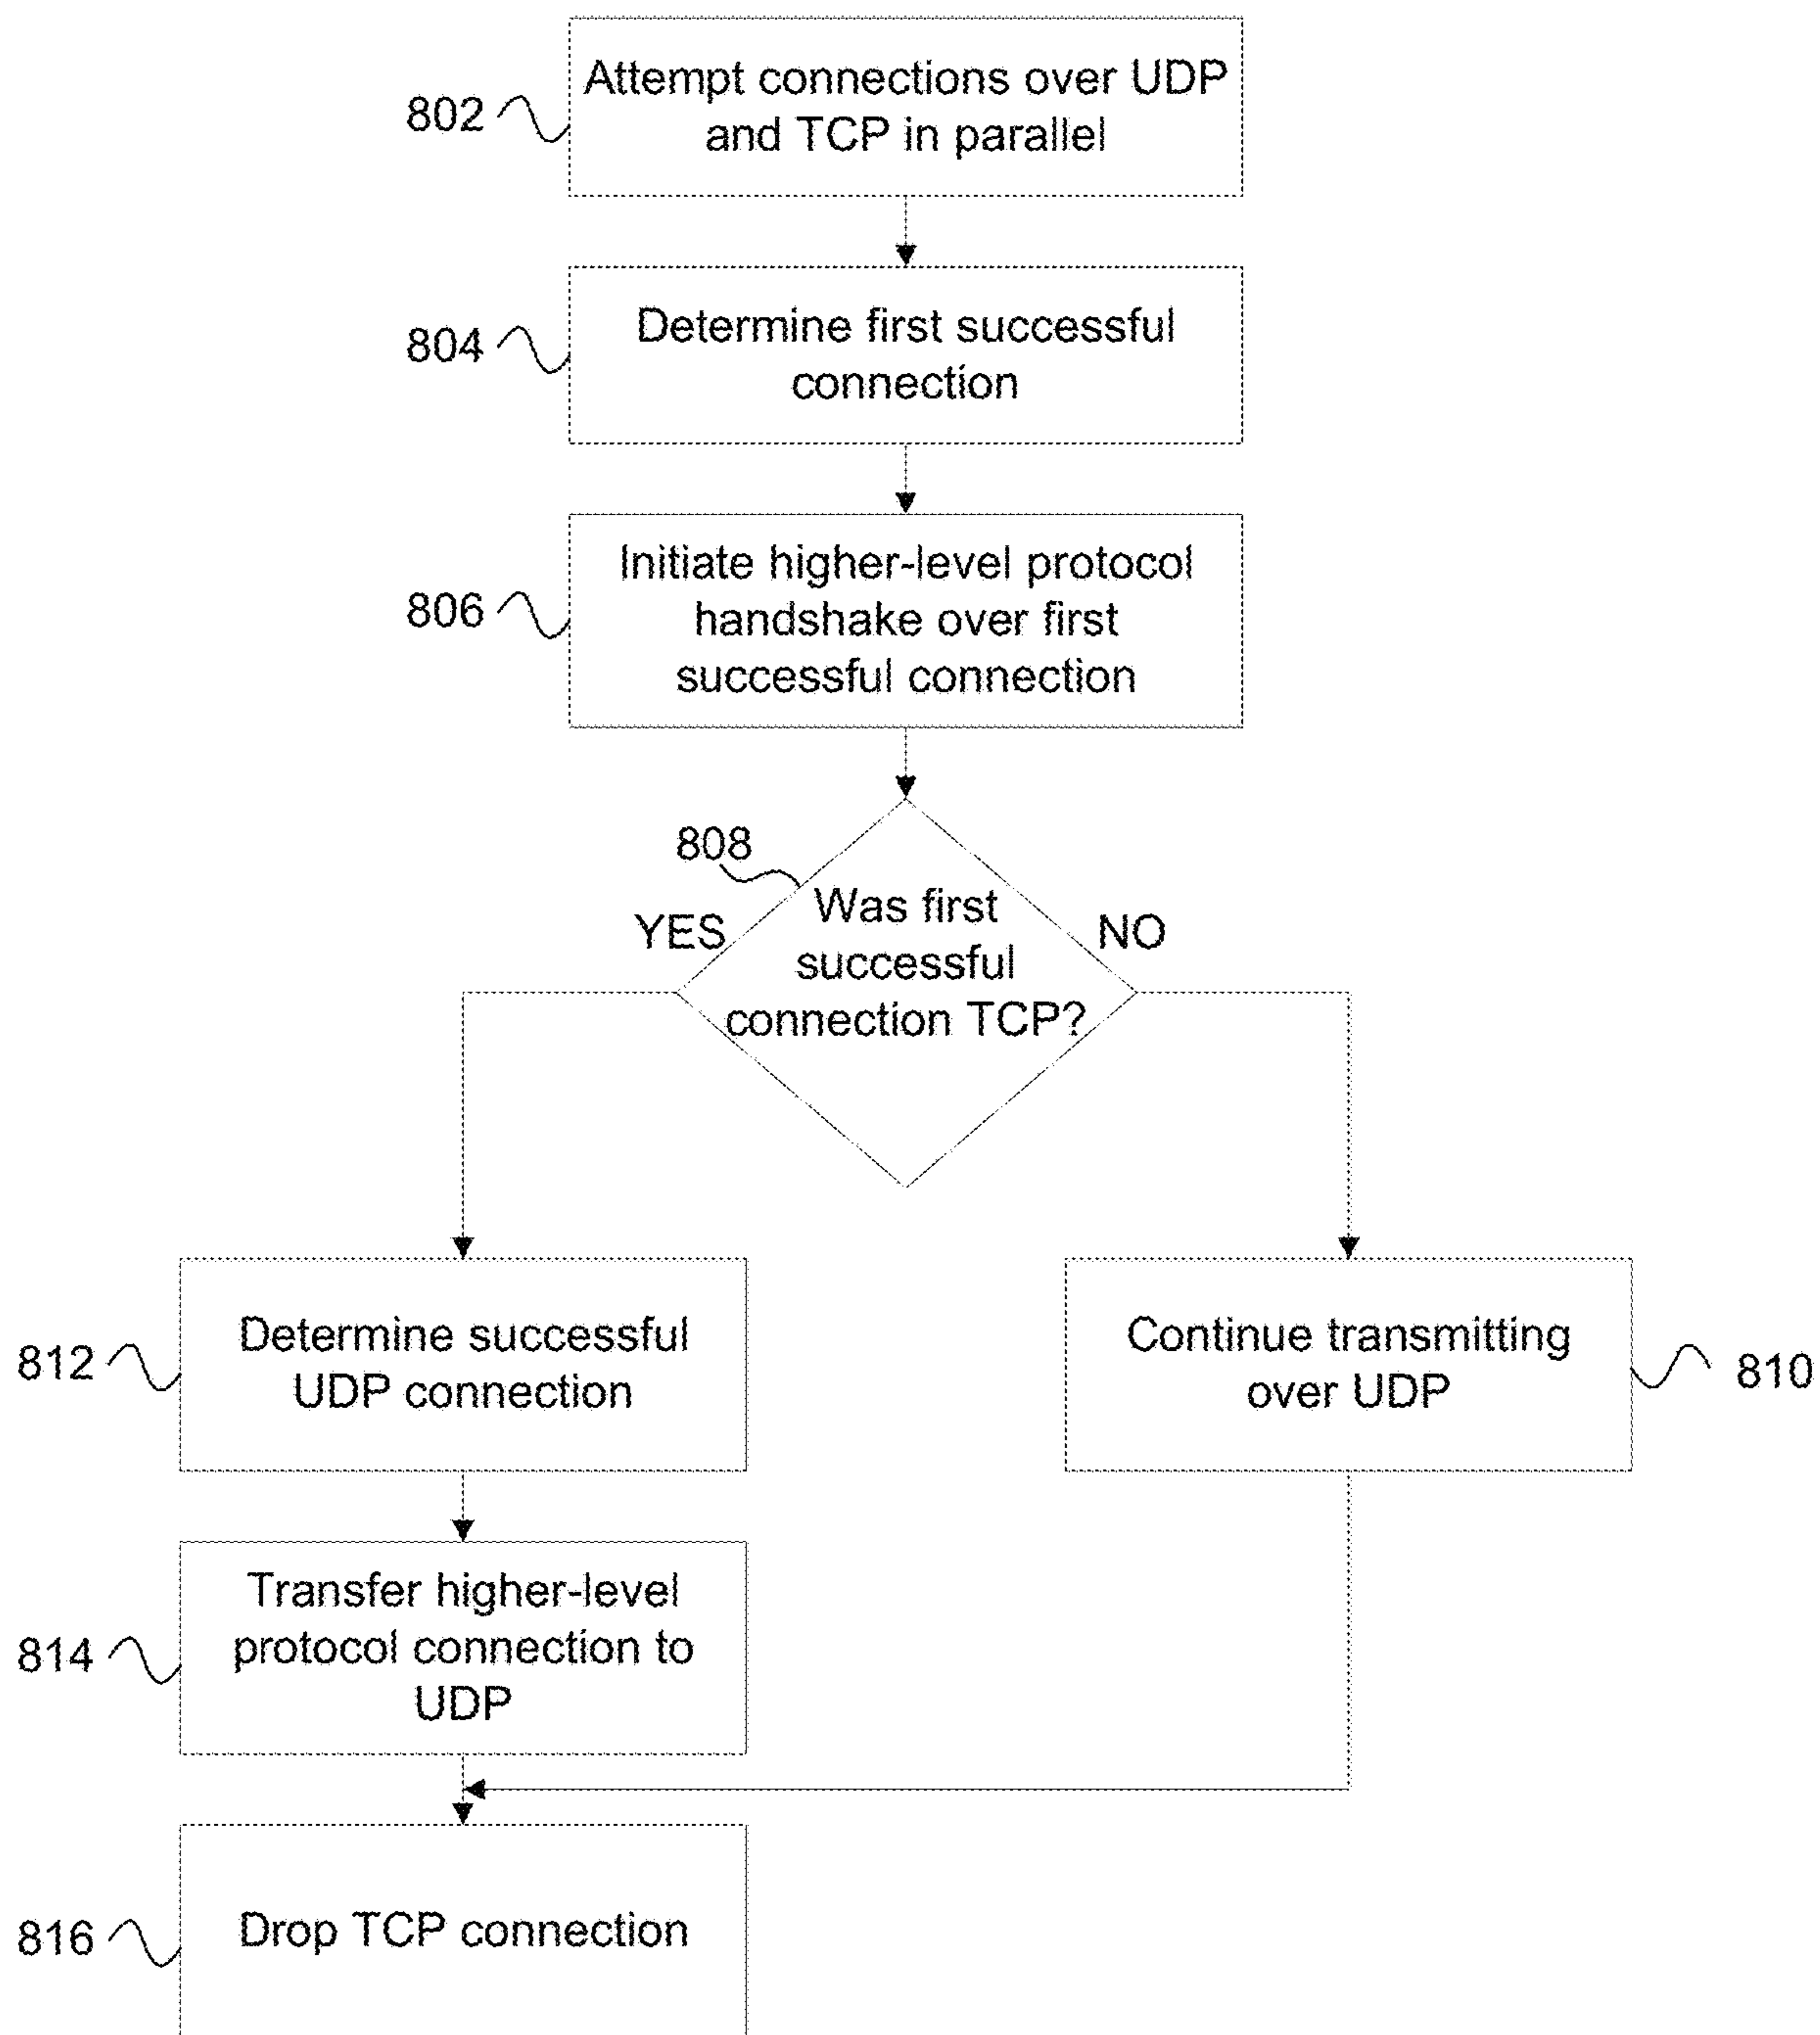 802
Attempt connections over UDP
and TCP in parallel
804
Determine first successful
connection
806
Initiate higher-level protocol
handshake over first
successful connection
808
YES
NO
Was first
successful
connection TCP?
812
Determine successful
UDP connection
Continue transmitting
over UDP
810
814
Transfer higher-level
protocol connection to
UDP
816
Drop TCP connection